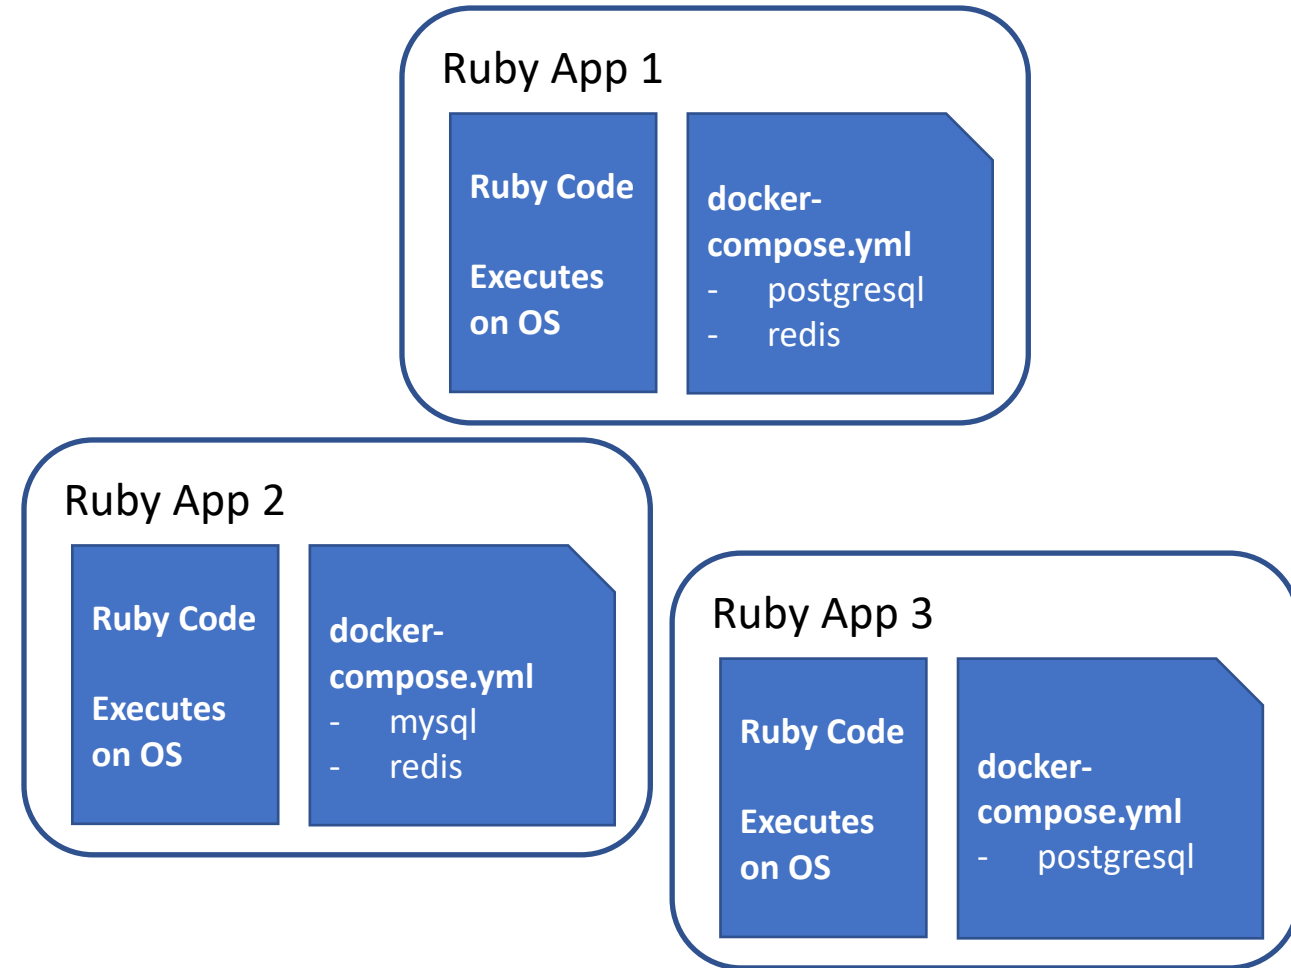 Ruby App 1
Ruby Code
Executes
on OS
docker-
compose.yml
- postgresql
- redis
Ruby App 2
Ruby Code
Executes
on OS
docker-
compose.yml
- mysql
- redis
Ruby App 3
Ruby Code
Executes
on OS
docker-
compose.yml
- postgresql